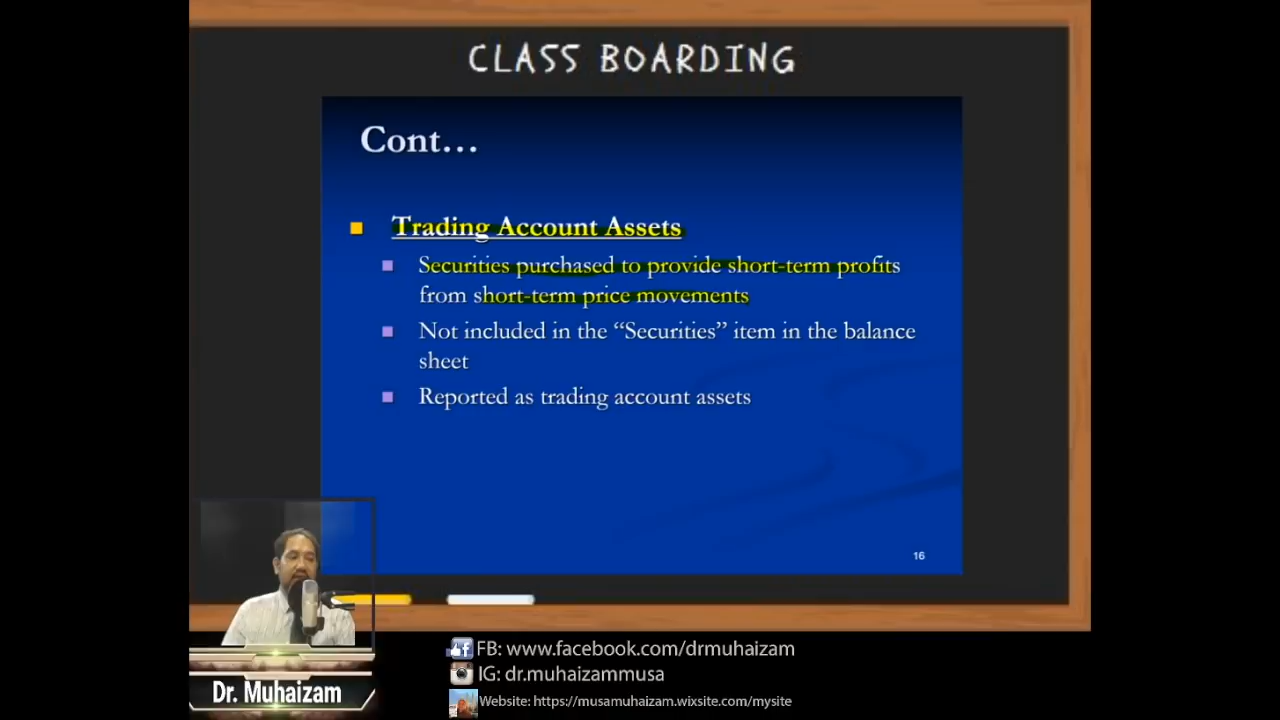 CLASS BOARDING
Cont…
Trading Account Assets
Securities purchased to provide short-term profits
from short-term price movements
Not included in the “Securities” item in the balance
sheet
Reported as trading account assets
16
Dr. Muhaizam
FB: www.facebook.com/drmuhaizam
IG: dr.muhaizammusa
Website: https://musamuhaizam.wixsite.com/mysite